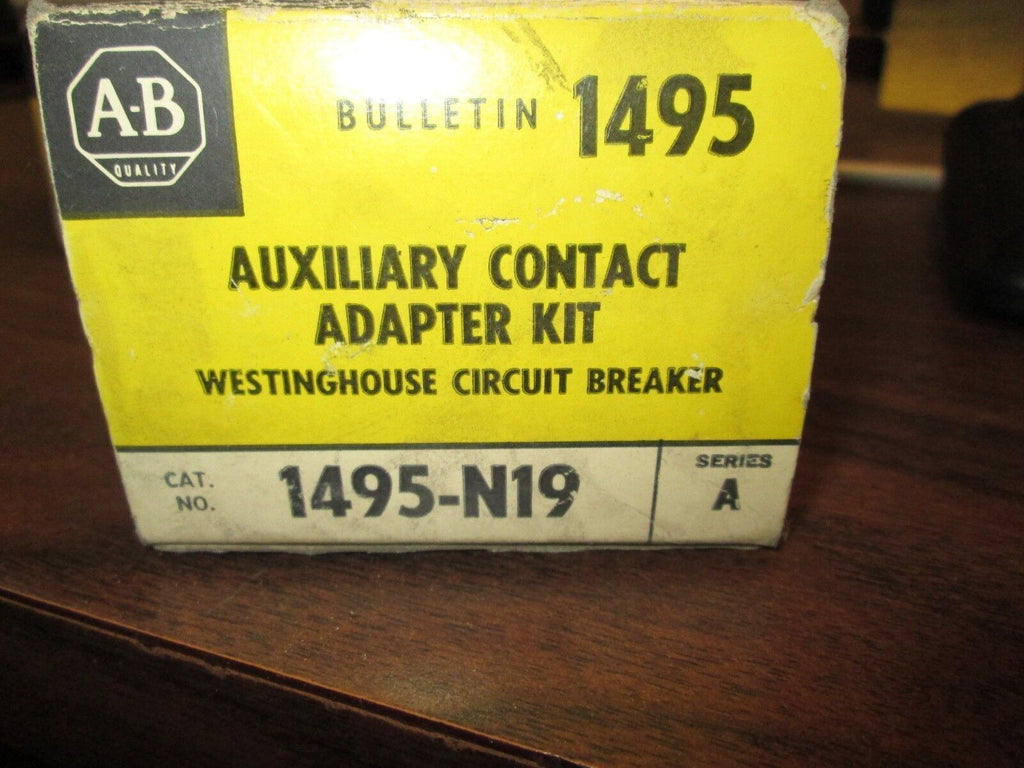 A-B
QUALITY
BULLETIN 1495
AUXILIARY CONTACT
ADAPTER KIT
WESTINGHOUSE CIRCUIT BREAKER
CAT.
NO.
1495-N19
SERIES
A